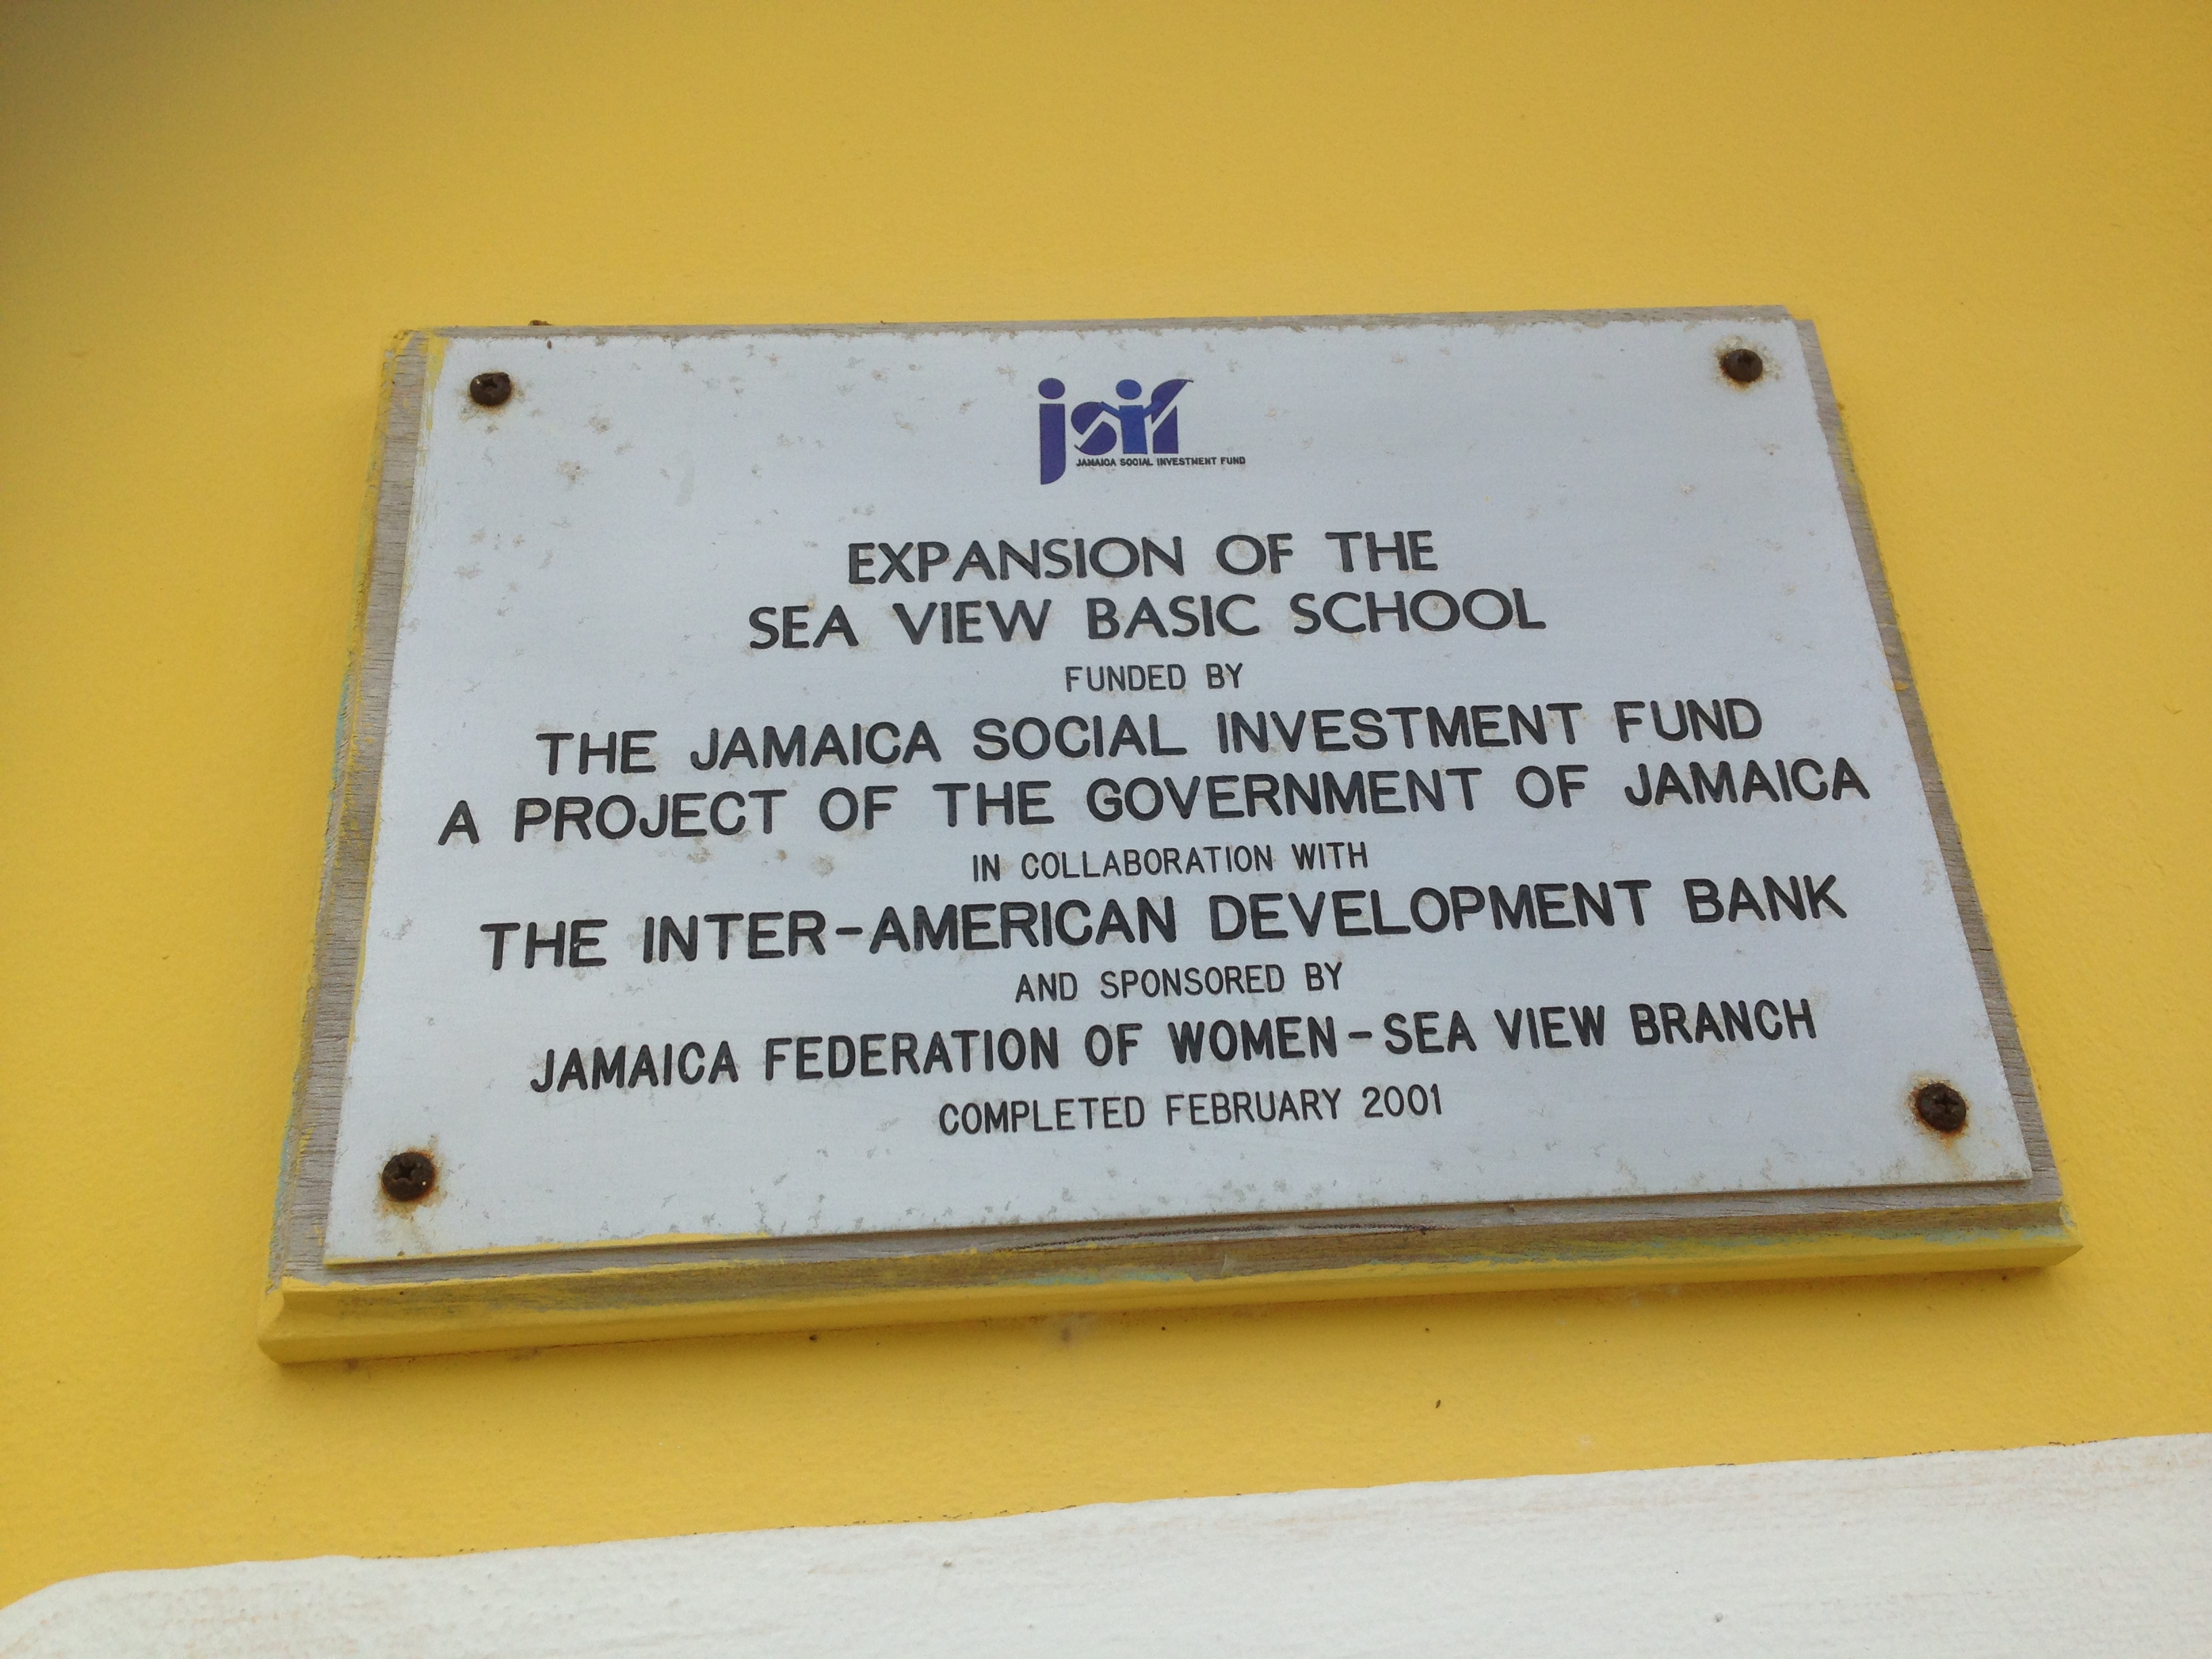 jsif
JAMAICA SOCIAL INVESTMENT FUND
EXPANSION OF THE
SEA VIEW BASIC SCHOOL
FUNDED BY
THE JAMAICA SOCIAL INVESTMENT FUND
A PROJECT OF THE GOVERNMENT OF JAMAICA
IN COLLABORATION WITH
THE INTER-AMERICAN DEVELOPMENT BANK
AND SPONSORED BY
JAMAICA FEDERATION OF WOMEN-SEA VIEW BRANCH
COMPLETED FEBRUARY 2001